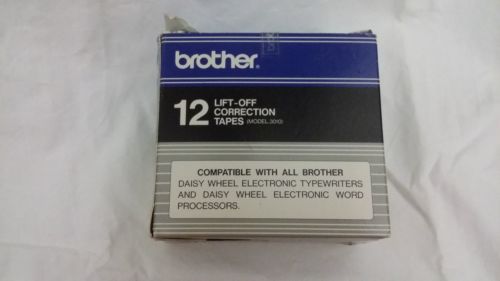 brother®
12 LIFT-OFF
CORRECTION
TAPES (MODEL 3010)
COMPATIBLE WITH ALL BROTHER
DAISY WHEEL ELECTRONIC TYPEWRITERS
AND DAISY WHEEL ELECTRONIC WORD
PROCESSORS.